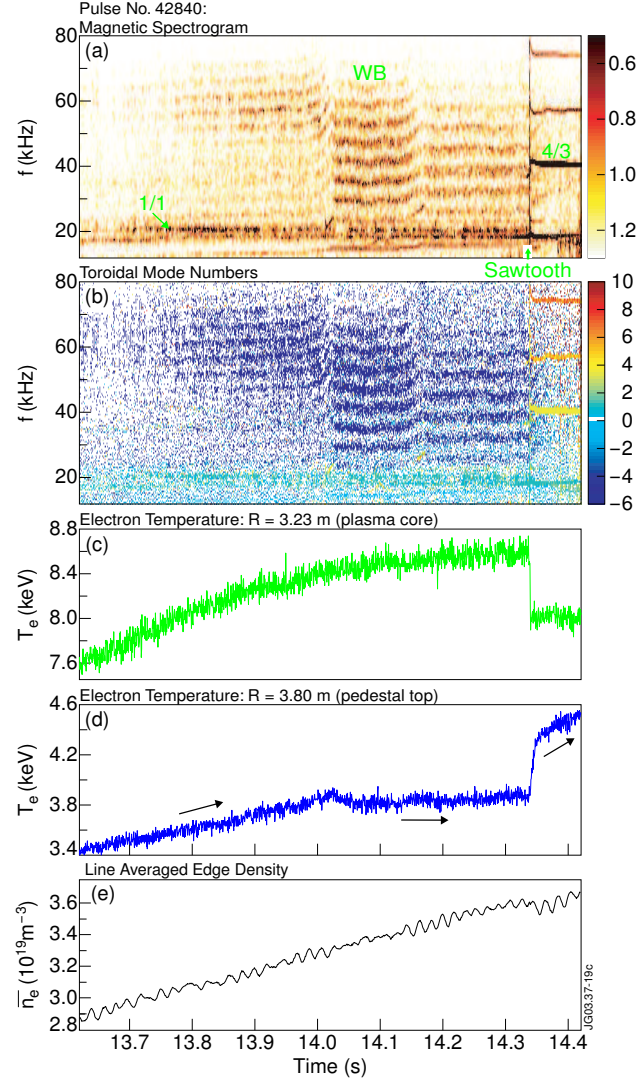 Pulse No. 42840:
Magnetic Spectrogram
(a)
WB
1/1
4/3
Sawtooth
f (kHz)
80
60
40
20
0.6
0.8
1.0
1.2
Toroidal Mode Numbers
(b)
f (kHz)
80
60
40
20
10
8
6
4
2
0
−2
−4
−6
Electron Temperature: R = 3.23 m (plasma core)
(c)
Te (keV)
8.8
8.4
8.0
7.6
Electron Temperature: R = 3.80 m (pedestal top)
(d)
Te (keV)
4.6
4.2
3.8
3.4
Line Averaged Edge Density
(e)
ne (10^19 m^−3)
3.6
3.4
3.2
3.0
2.8
13.7 13.8 13.9 14.0 14.1 14.2 14.3 14.4
Time (s)
JG03.37-19c